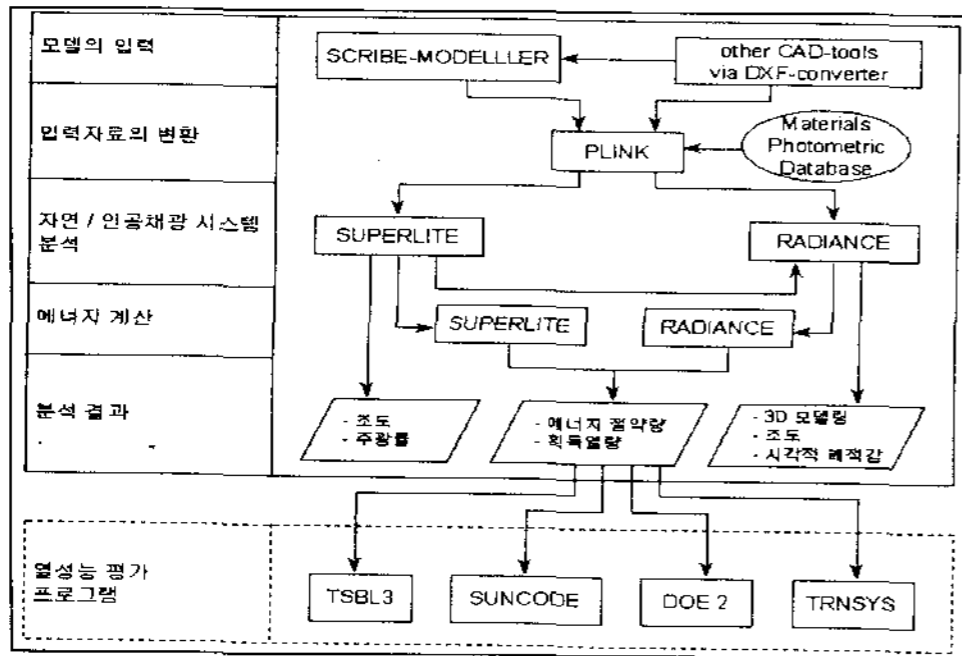 모델의 입력
SCRIBE-MODELLLER
other CAD-tools
via DXF-converter
입력자료의 변환
PLINK
Materials
Photometric
Database
자연 / 인공채광 시스템
분석
SUPERLITE
RADIANCE
에너지 계산
SUPERLITE
RADIANCE
분석 결과
- 조도
- 주광률
- 에너지 절약량
- 획득열량
- 3D 모델링
- 조도
- 시각적 쾌적감
열성능 평가
프로그램
TSBL3
SUNCODE
DOE 2
TRNSYS